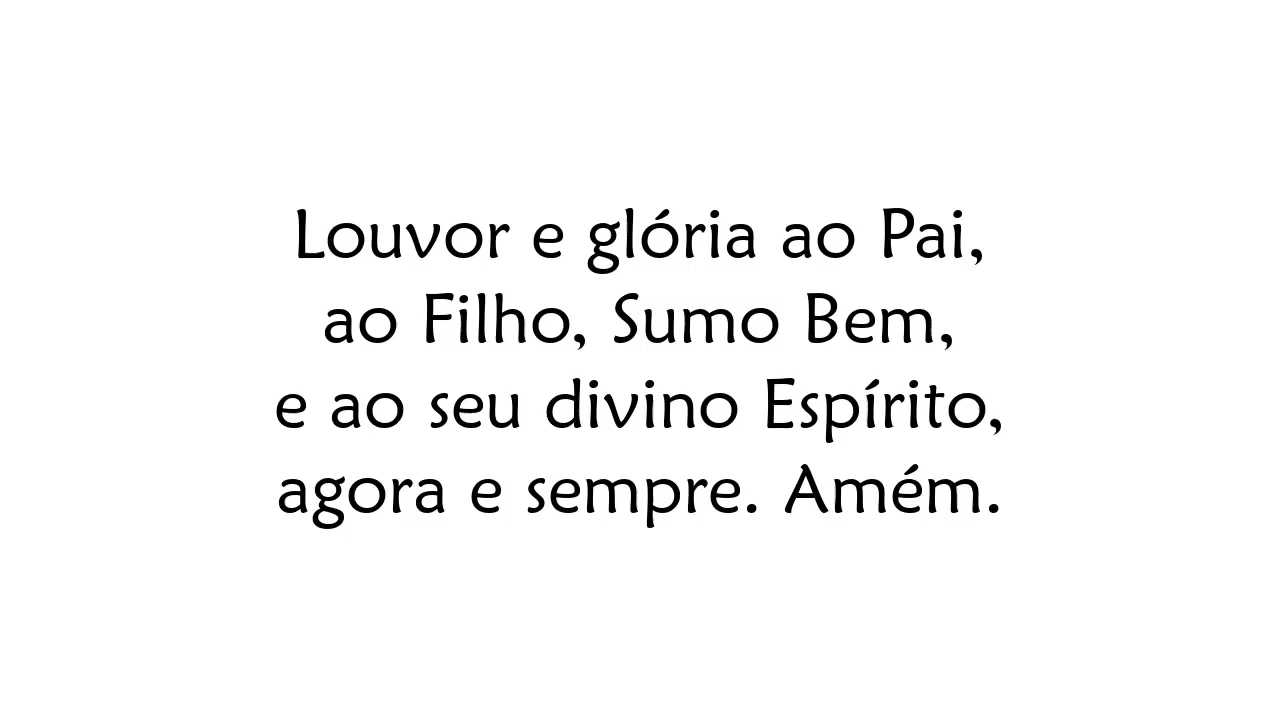 Louvor e glória ao Pai,
ao Filho, Sumo Bem,
e ao seu divino Espírito,
agora e sempre. Amém.